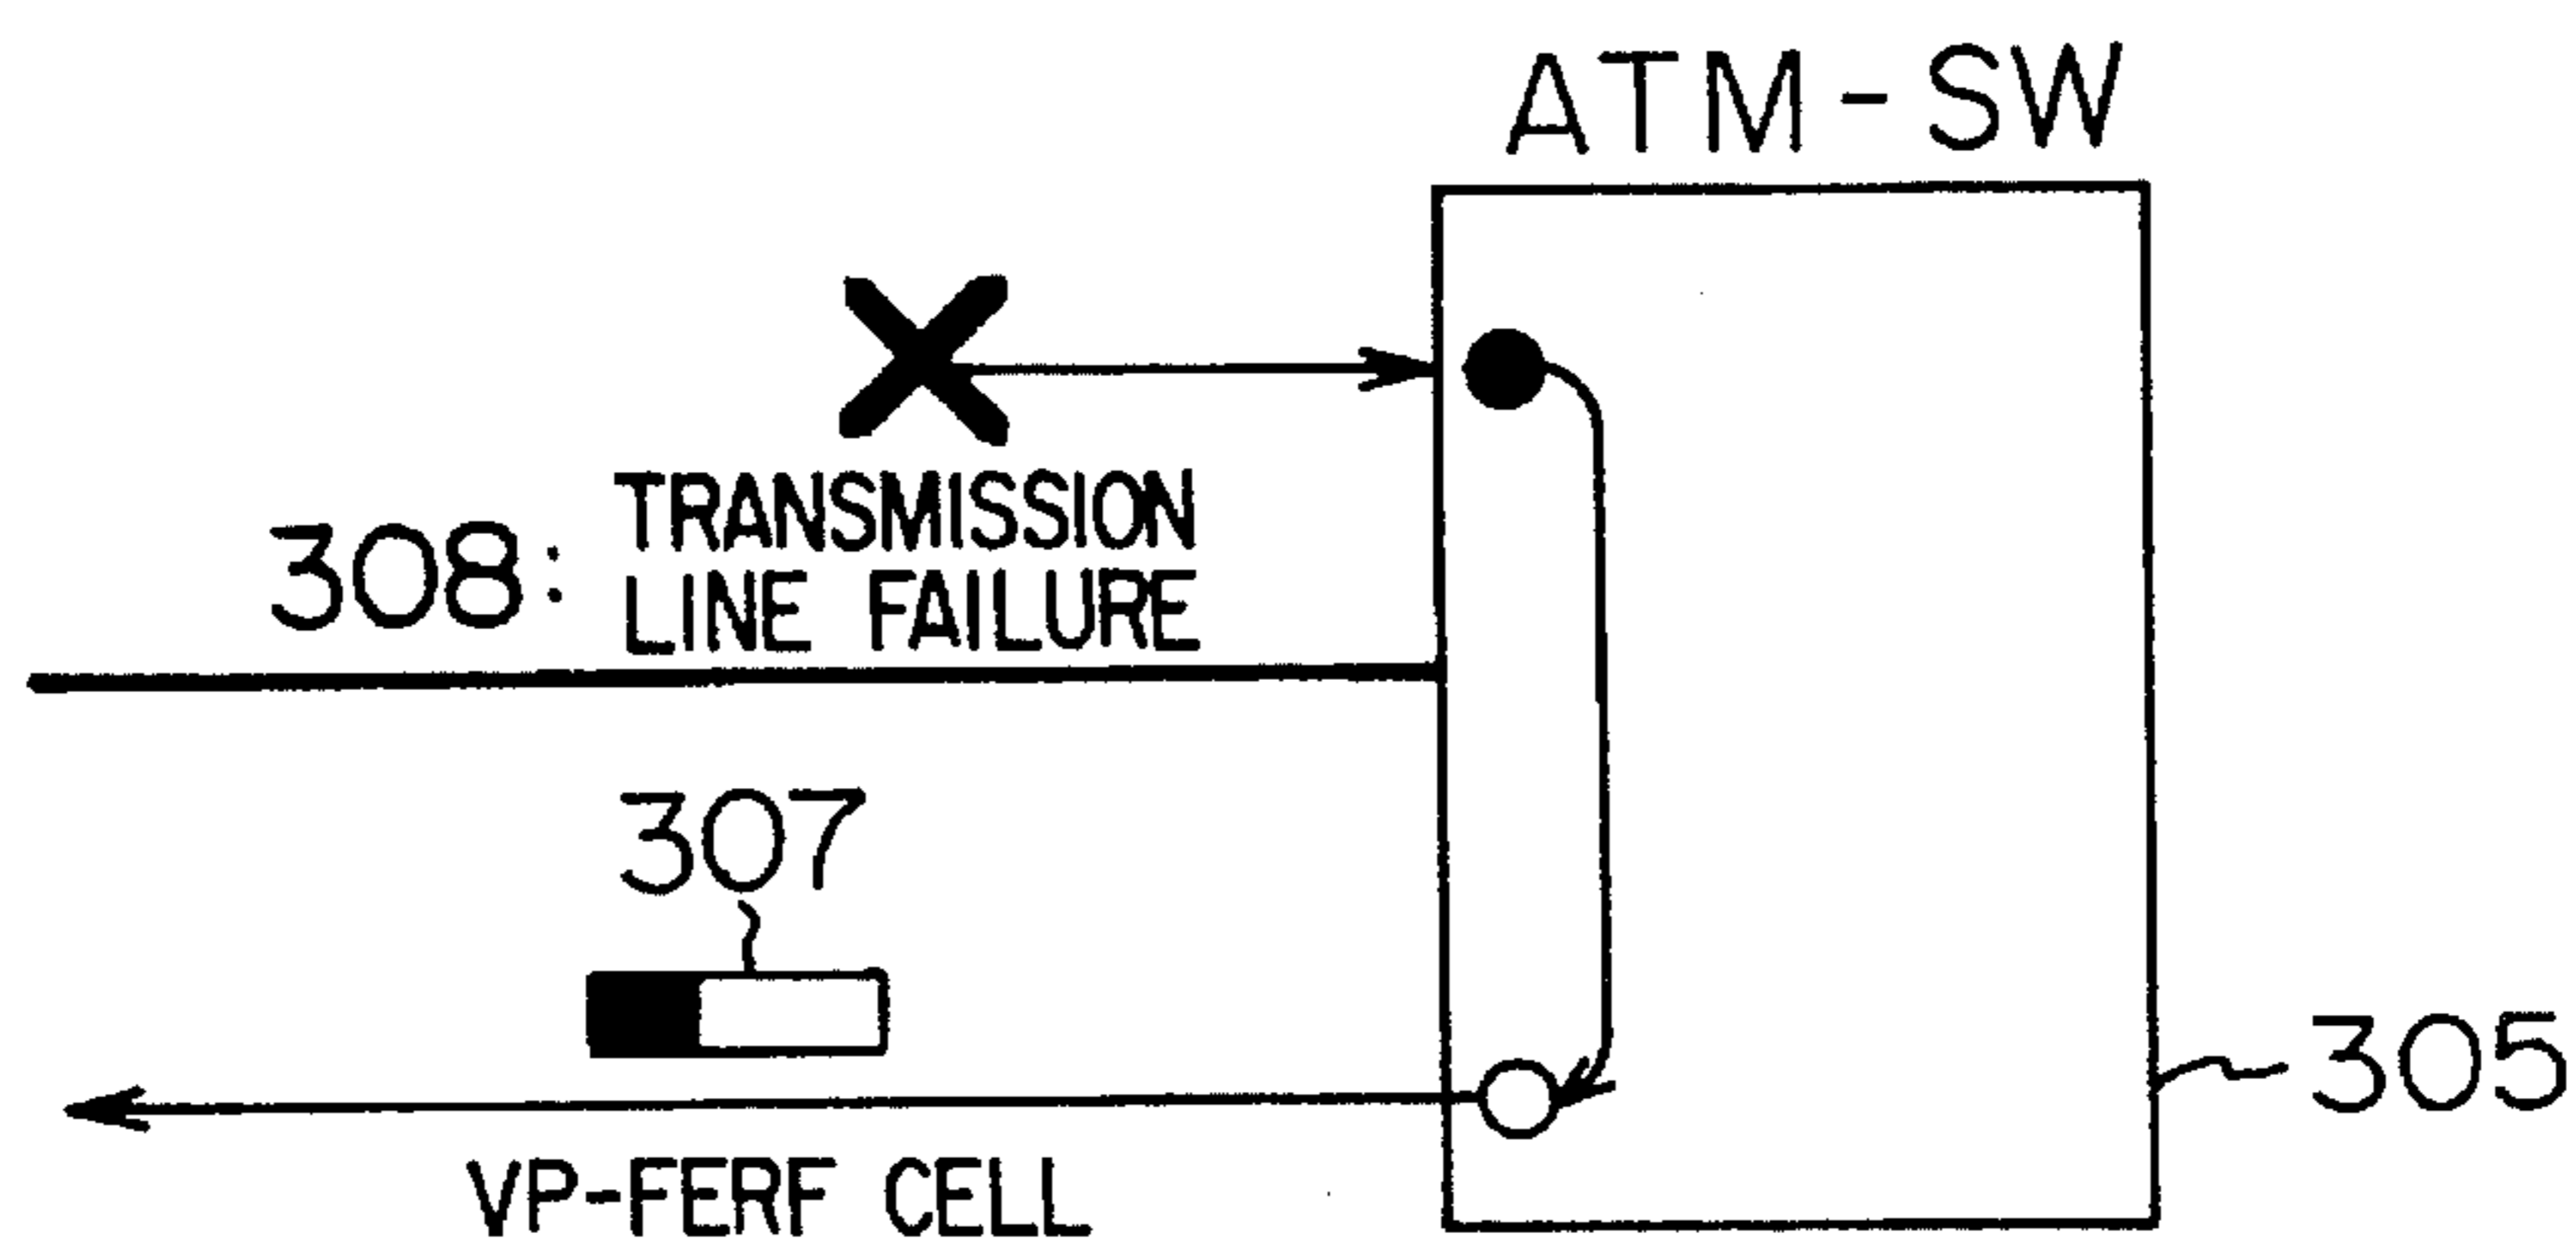 ATM-SW
308: TRANSMISSION
LINE FAILURE
307
305
VP-FERF CELL